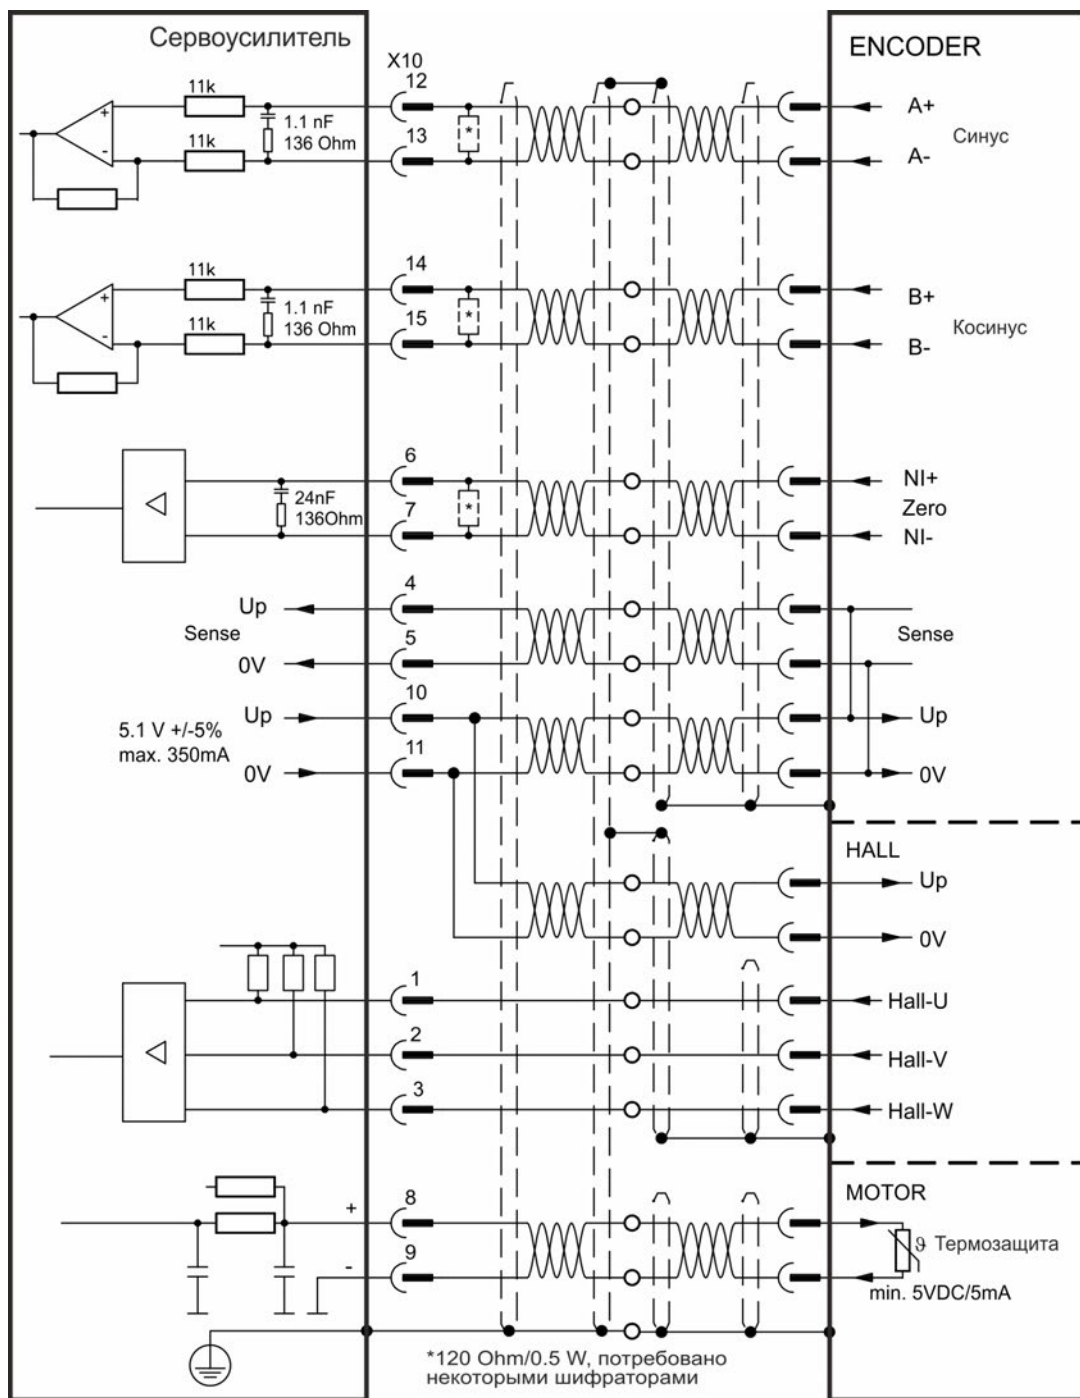 Сервоусилитель
X10
ENCODER
11k
12
A+
1.1 nF
136 Ohm
*
Синус
11k
13
A-
11k
14
B+
1.1 nF
136 Ohm
*
Косинус
11k
15
B-
6
NI+
24nF
136Ohm
*
Zero
7
NI-
Up
4
Sense
Sense
0V
5
Up
10
Up
5.1 V +/-5%
max. 350mA
0V
11
0V
HALL
Up
0V
1
Hall-U
2
Hall-V
3
Hall-W
MOTOR
+
8
ϑ Термозащита
-
9
min. 5VDC/5mA
*120 Ohm/0.5 W, потребовано
некоторыми шифраторами